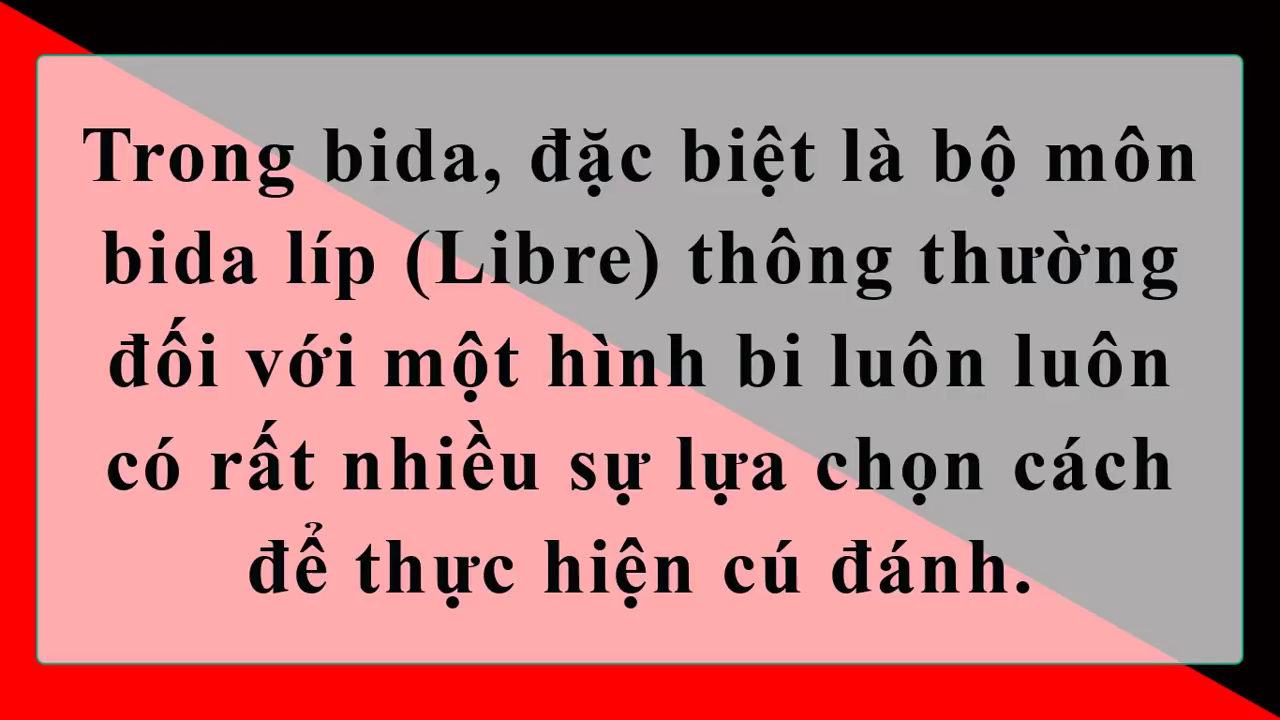 Trong bida, đặc biệt là bộ môn
bida líp (Libre) thông thường
đối với một hình bi luôn luôn
có rất nhiều sự lựa chọn cách
để thực hiện cú đánh.